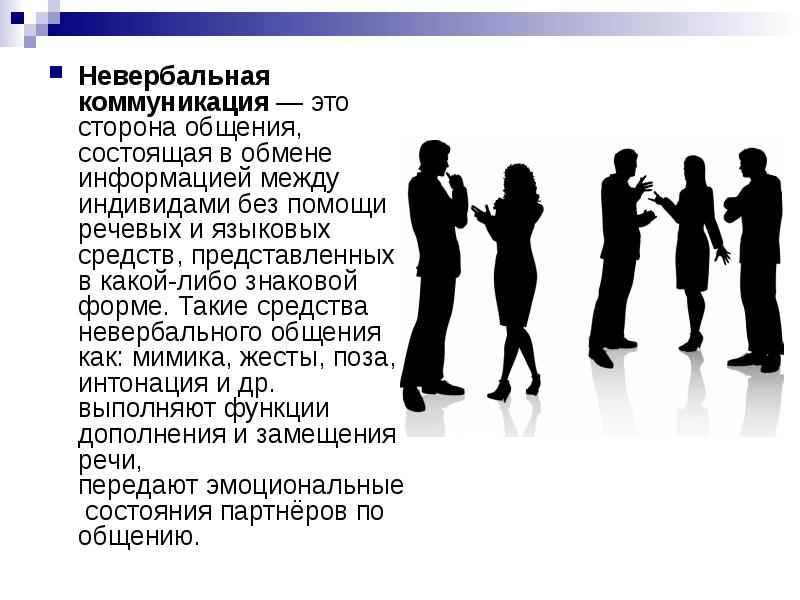 Невербальная
коммуникация — это
сторона общения,
состоящая в обмене
информацией между
индивидами без помощи
речевых и языковых
средств, представленных
в какой-либо знаковой
форме. Такие средства
невербального общения
как: мимика, жесты, поза,
интонация и др.
выполняют функции
дополнения и замещения
речи,
передают эмоциональные
состояния партнёров по
общению.